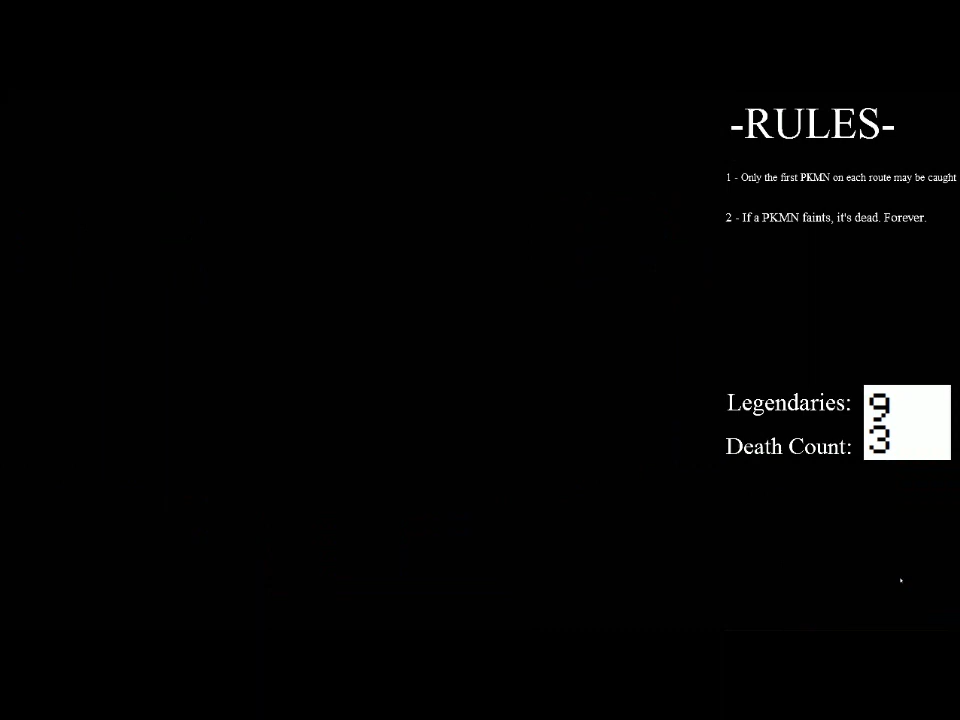 -RULES-
1 - Only the first PKMN on each route may be caught
2 - If a PKMN faints, it's dead. Forever.
Legendaries: 9
Death Count: 3